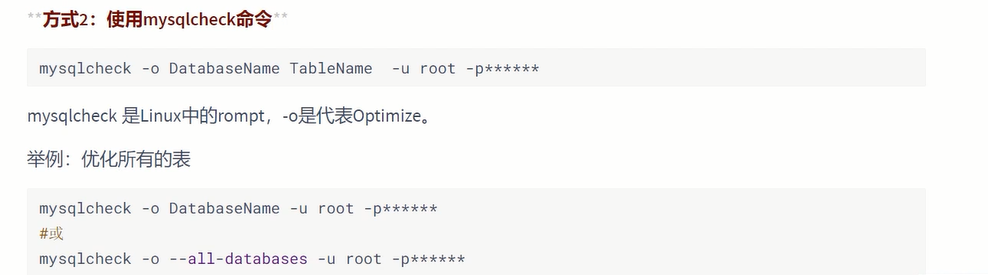 **方式2：使用mysqlcheck命令**
mysqlcheck -o DatabaseName TableName  -u root -p******
mysqlcheck 是Linux中的rompt，-o是代表Optimize。
举例：优化所有的表
mysqlcheck -o DatabaseName -u root -p******
#或
mysqlcheck -o --all-databases -u root -p******